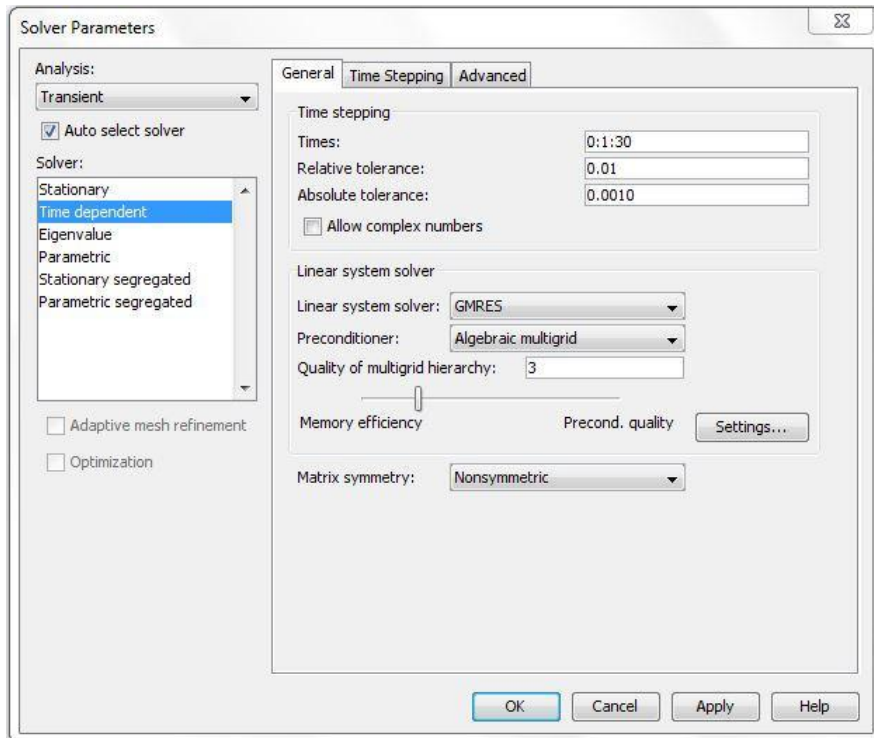 Solver Parameters
Analysis:
Transient
Auto select solver
Solver:
Stationary
Time dependent
Eigenvalue
Parametric
Stationary segregated
Parametric segregated
Adaptive mesh refinement
Optimization
General Time Stepping Advanced
Time stepping
Times: 0:1:30
Relative tolerance: 0.01
Absolute tolerance: 0.0010
Allow complex numbers
Linear system solver
Linear system solver: GMRES
Preconditioner: Algebraic multigrid
Quality of multigrid hierarchy: 3
Memory efficiency Precond. quality Settings...
Matrix symmetry: Nonsymmetric
OK Cancel Apply Help